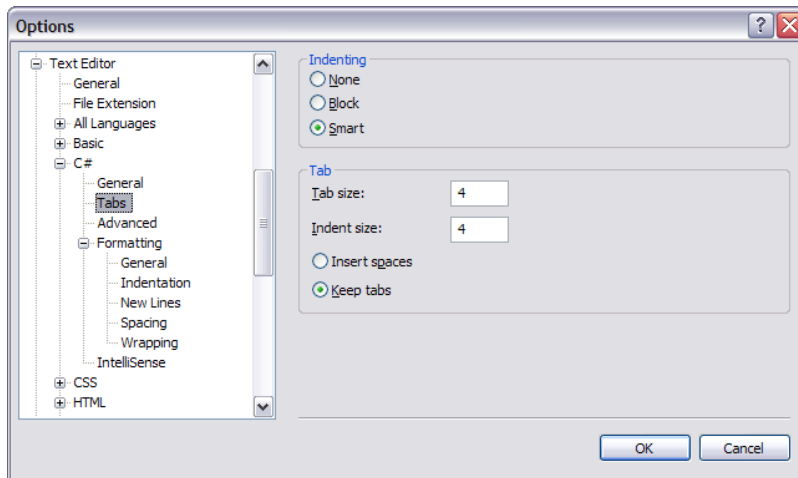 Options
Text Editor
General
File Extension
All Languages
Basic
C#
General
Tabs
Advanced
Formatting
General
Indentation
New Lines
Spacing
Wrapping
IntelliSense
CSS
HTML
Indenting
None
Block
Smart
Tab
Tab size: 4
Indent size: 4
Insert spaces
Keep tabs
OK Cancel